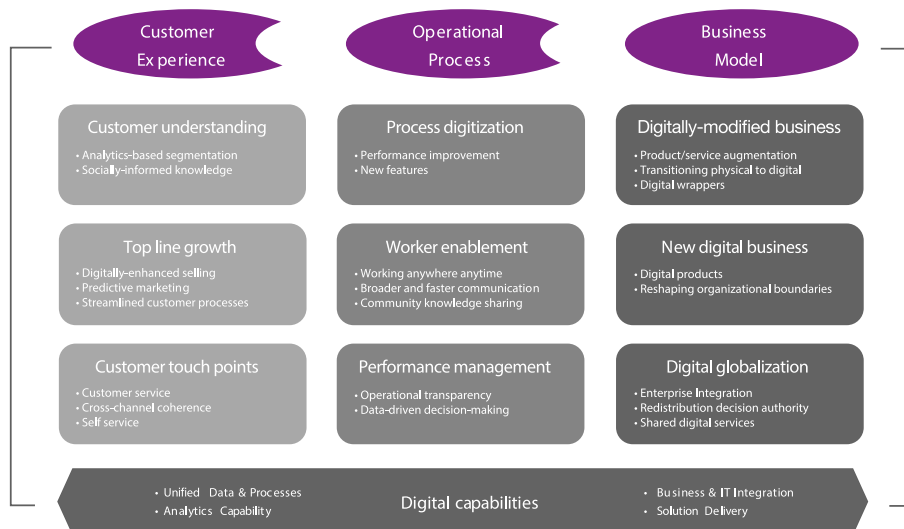 Customer
Experience
Operational
Process
Business
Model
Customer understanding
• Analytics-based segmentation
• Socially-informed knowledge
Process digitization
• Performance improvement
• New features
Digitally-modified business
• Product/service augmentation
• Transitioning physical to digital
• Digital wrappers
Top line growth
• Digitally-enhanced selling
• Predictive marketing
• Streamlined customer processes
Worker enablement
• Working anywhere anytime
• Broader and faster communication
• Community knowledge sharing
New digital business
• Digital products
• Reshaping organizational boundaries
Customer touch points
• Customer service
• Cross-channel coherence
• Self service
Performance management
• Operational transparency
• Data-driven decision-making
Digital globalization
• Enterprise Integration
• Redistribution decision authority
• Shared digital services
• Unified Data & Processes
• Analytics Capability
Digital capabilities
• Business & IT Integration
• Solution Delivery